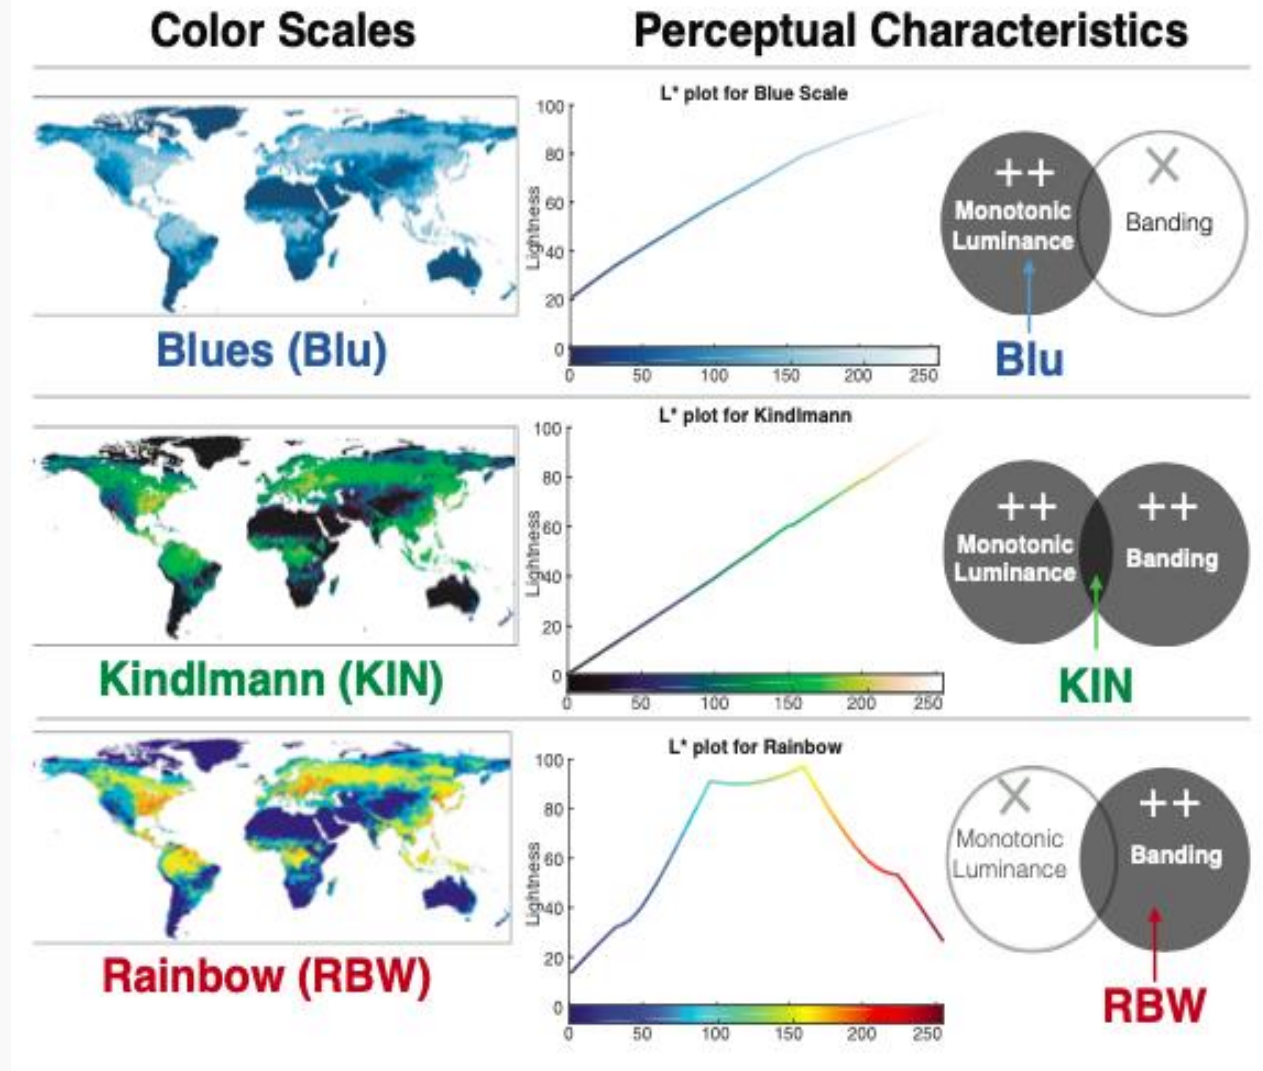 Color Scales
Perceptual Characteristics
L* plot for Blue Scale
100
80
60
40
20
0
Lightness
0 50 100 150 200 250
Blues (Blu)
++
Monotonic
Luminance
X
Banding
Blu
L* plot for Kindlmann
100
80
60
40
20
0
Lightness
0 50 100 150 200 250
Kindlmann (KIN)
++
Monotonic
Luminance
++
Banding
KIN
L* plot for Rainbow
100
80
60
40
20
0
Lightness
0 50 100 150 200 250
Rainbow (RBW)
X
Monotonic
Luminance
++
Banding
RBW